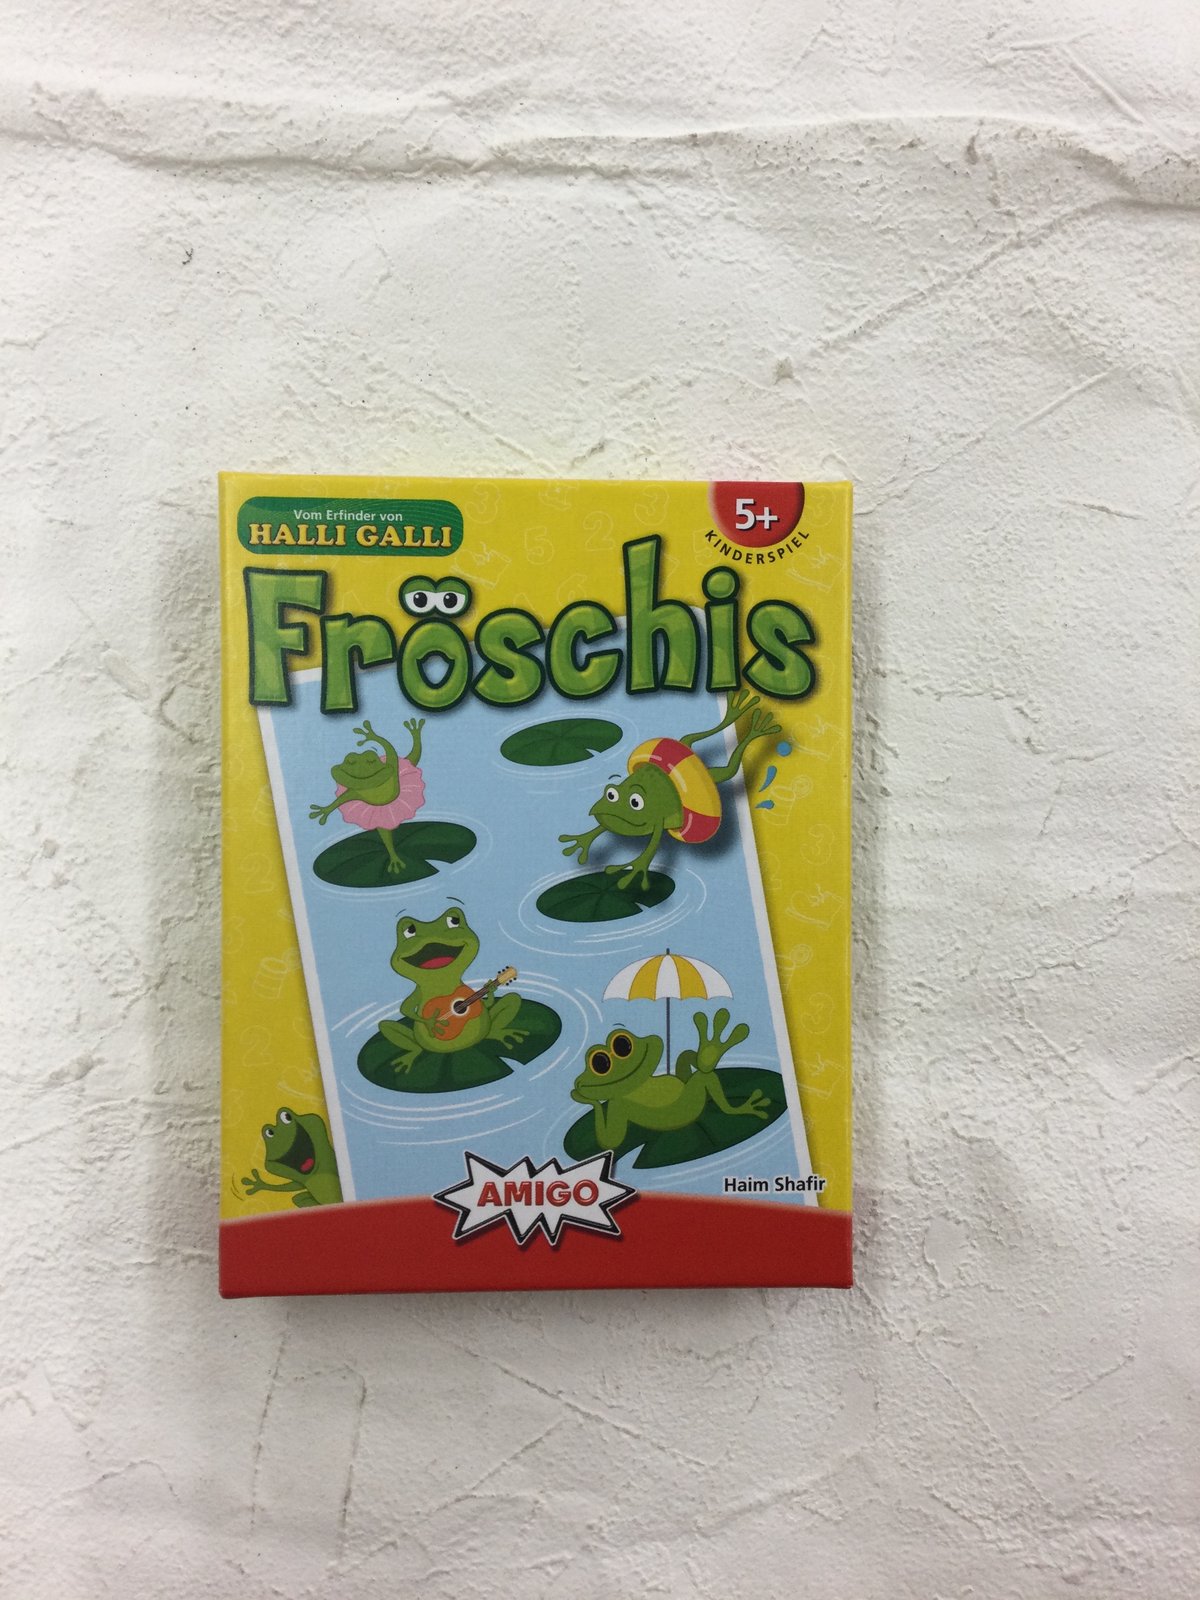 Vom Erfinder von
HALLI GALLI
5+
KINDERSPIEL
Fröschis
AMIGO
Haim Shafir